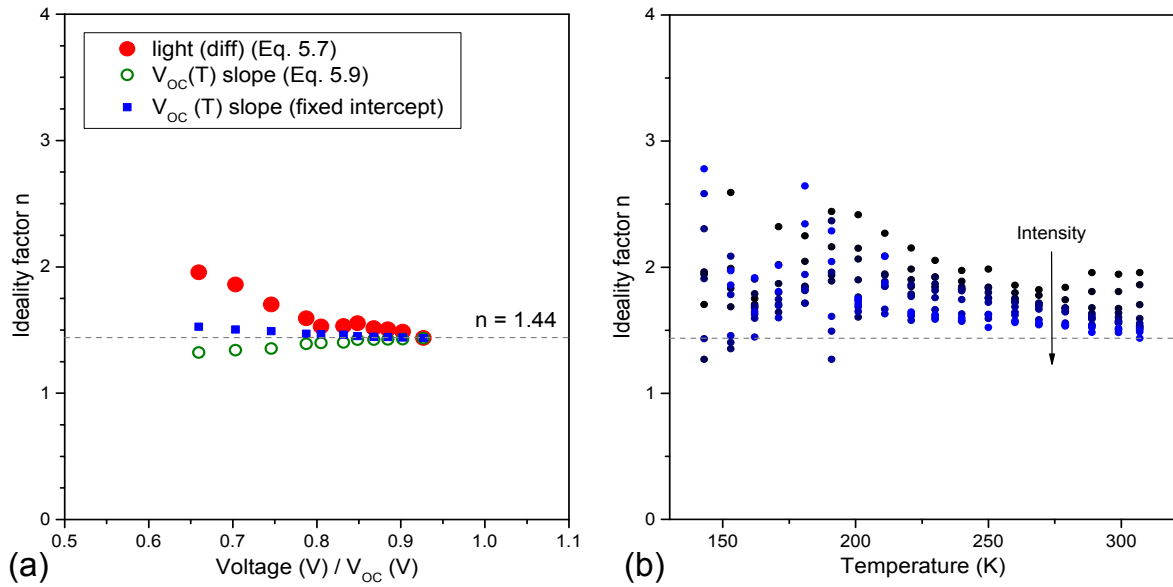 4
3
2
1
0
Ideality factor n
light (diff) (Eq. 5.7)
V_OC(T) slope (Eq. 5.9)
V_OC (T) slope (fixed intercept)
n = 1.44
0.5 0.6 0.7 0.8 0.9 1.0 1.1
Voltage (V) / V_OC (V)
(a)
4
3
2
1
0
Ideality factor n
Intensity
150 200 250 300
Temperature (K)
(b)